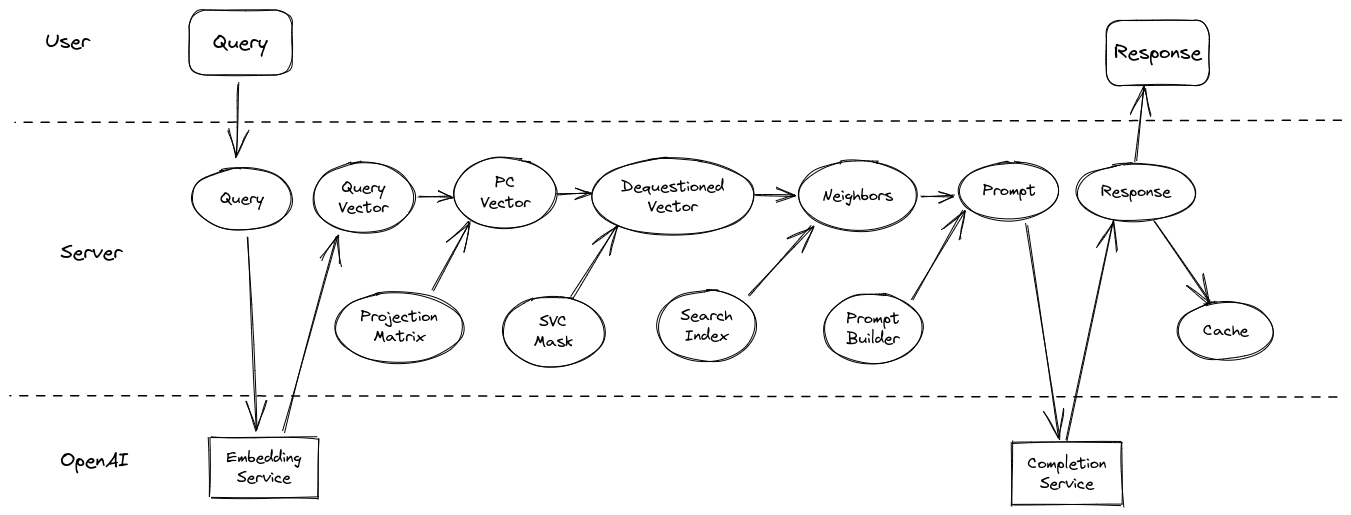 User
Query
Response
Query
Query
Vector
PC
Vector
Dequestioned
Vector
Neighbors
Prompt
Response
Server
Projection
Matrix
SVC
Mask
Search
Index
Prompt
Builder
Cache
OpenAI
Embedding
Service
Completion
Service